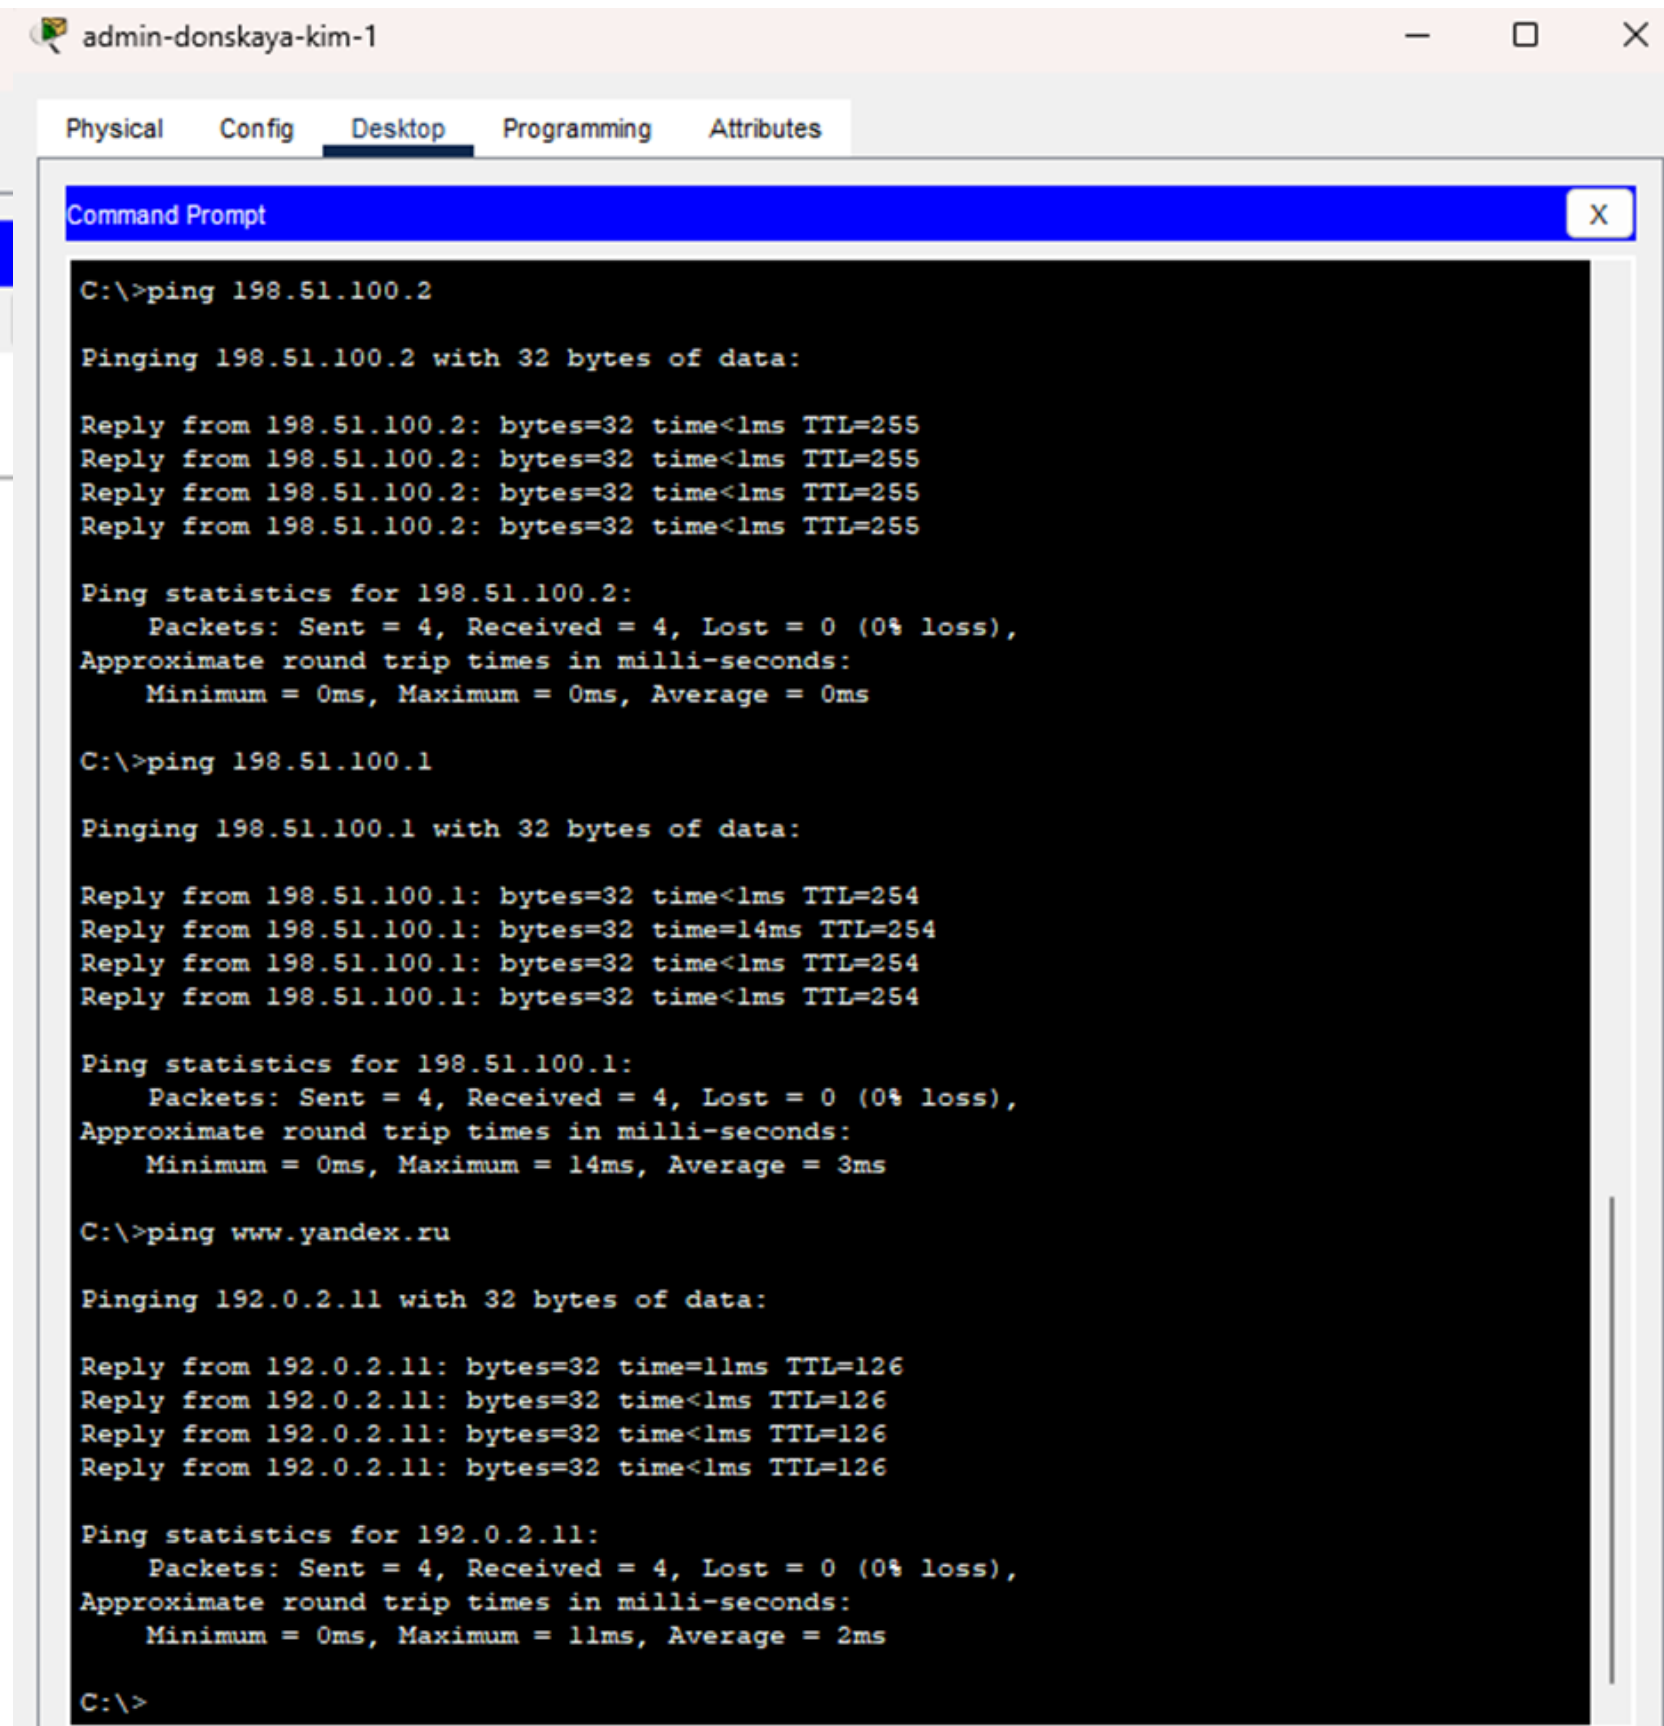 admin-donskaya-kim-1
Physical Config Desktop Programming Attributes
Command Prompt X
C:\>ping 198.51.100.2
Pinging 198.51.100.2 with 32 bytes of data:
Reply from 198.51.100.2: bytes=32 time<1ms TTL=255
Reply from 198.51.100.2: bytes=32 time<1ms TTL=255
Reply from 198.51.100.2: bytes=32 time<1ms TTL=255
Reply from 198.51.100.2: bytes=32 time<1ms TTL=255
Ping statistics for 198.51.100.2:
Packets: Sent = 4, Received = 4, Lost = 0 (0% loss),
Approximate round trip times in milli-seconds:
Minimum = 0ms, Maximum = 0ms, Average = 0ms
C:\>ping 198.51.100.1
Pinging 198.51.100.1 with 32 bytes of data:
Reply from 198.51.100.1: bytes=32 time<1ms TTL=254
Reply from 198.51.100.1: bytes=32 time=14ms TTL=254
Reply from 198.51.100.1: bytes=32 time<1ms TTL=254
Reply from 198.51.100.1: bytes=32 time<1ms TTL=254
Ping statistics for 198.51.100.1:
Packets: Sent = 4, Received = 4, Lost = 0 (0% loss),
Approximate round trip times in milli-seconds:
Minimum = 0ms, Maximum = 14ms, Average = 3ms
C:\>ping www.yandex.ru
Pinging 192.0.2.11 with 32 bytes of data:
Reply from 192.0.2.11: bytes=32 time=11ms TTL=126
Reply from 192.0.2.11: bytes=32 time<1ms TTL=126
Reply from 192.0.2.11: bytes=32 time<1ms TTL=126
Reply from 192.0.2.11: bytes=32 time<1ms TTL=126
Ping statistics for 192.0.2.11:
Packets: Sent = 4, Received = 4, Lost = 0 (0% loss),
Approximate round trip times in milli-seconds:
Minimum = 0ms, Maximum = 11ms, Average = 2ms
C:\>